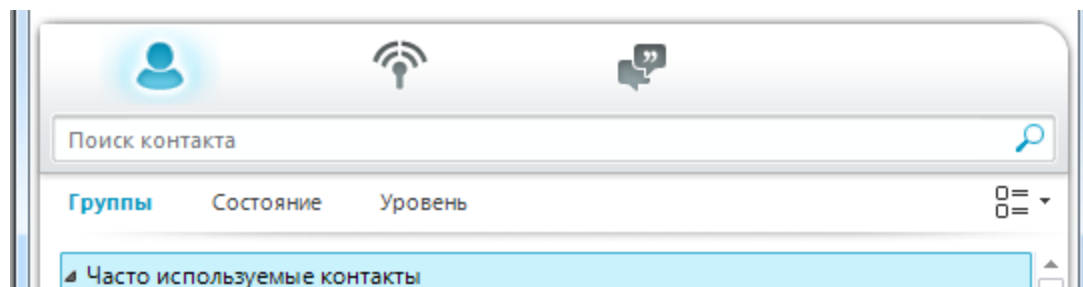 Поиск контакта
Группы Состояние Уровень
Часто используемые контакты